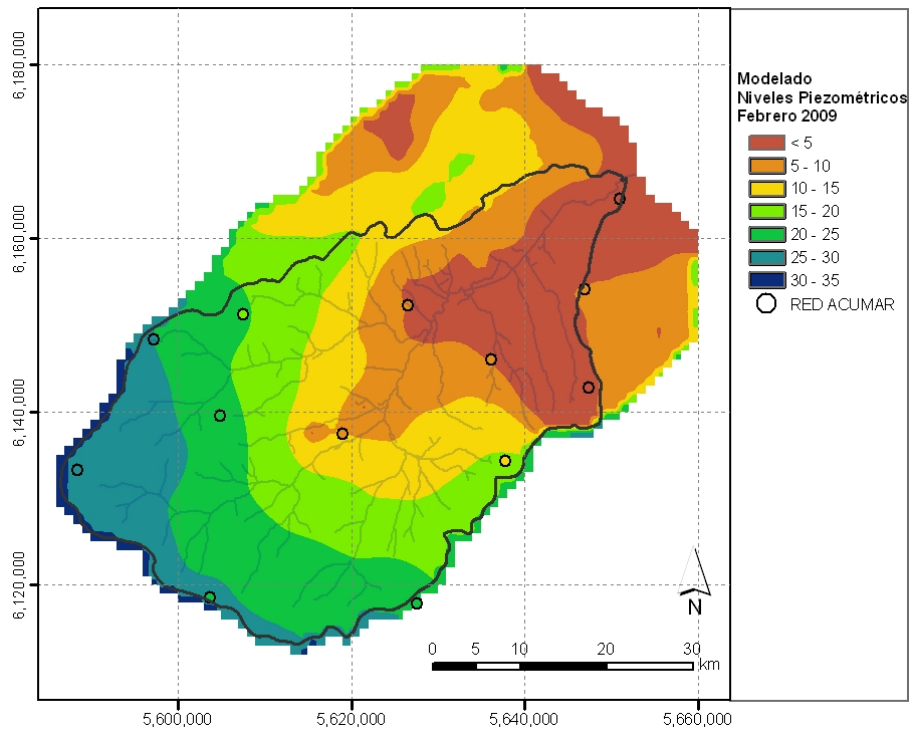 6,180,000
6,160,000
6,140,000
6,120,000
5,600,000
5,620,000
5,640,000
5,660,000
N
0 5 10 20 30
km
Modelado
Niveles Piezométricos
Febrero 2009
< 5
5 - 10
10 - 15
15 - 20
20 - 25
25 - 30
30 - 35
RED ACUMAR